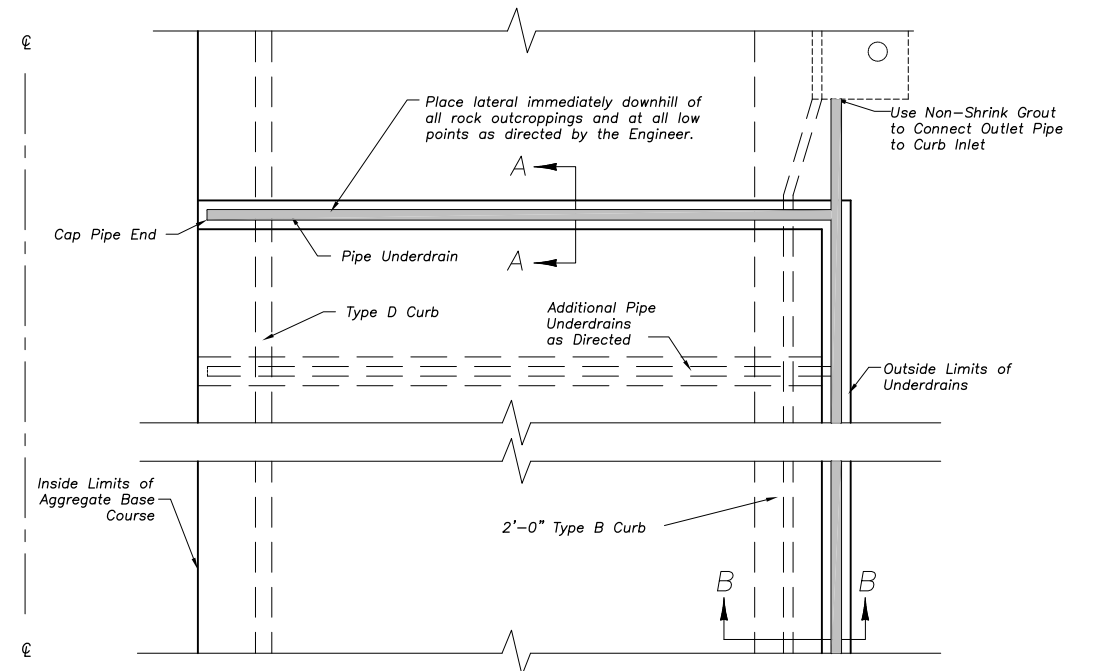 ℄
Place lateral immediately downhill of
all rock outcroppings and at all low
points as directed by the Engineer.
Use Non-Shrink Grout
to Connect Outlet Pipe
to Curb Inlet
A
Cap Pipe End
Pipe Underdrain
A
Type D Curb
Additional Pipe
Underdrains
as Directed
Outside Limits of
Underdrains
Inside Limits of
Aggregate Base
Course
2'-0" Type B Curb
B
B
℄